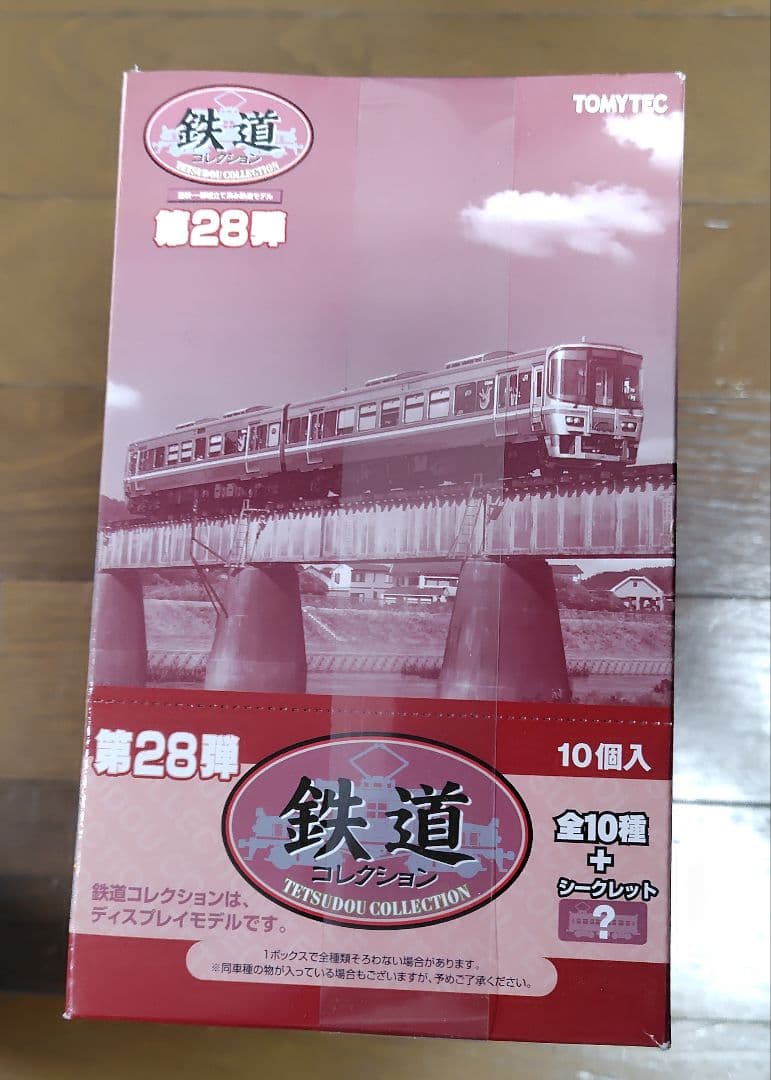 TOMYTEC
鉄道
コレクション
TETSUDOU COLLECTION
第28弾
第28弾
10個入
鉄道
コレクション
TETSUDOU COLLECTION
全10種
+
シークレット
?
鉄道コレクションは、
ディスプレイモデルです。
1ボックスで全種類そろわない場合があります。
※同車種の物が入っている場合もございますが、予めご了承ください。